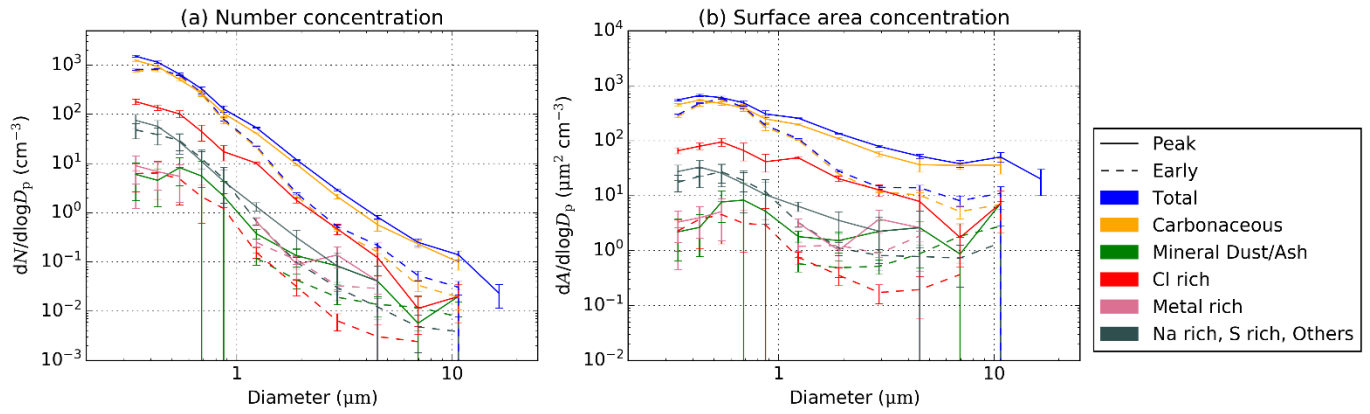 (a) Number concentration
dN/dlogDₚ (cm⁻³)
10³
10²
10¹
10⁰
10⁻¹
10⁻²
10⁻³
1
10
Diameter (μm)
(b) Surface area concentration
dA/dlogDₚ (μm² cm⁻³)
10⁴
10³
10²
10¹
10⁰
10⁻¹
10⁻²
1
10
Diameter (μm)
Peak
Early
Total
Carbonaceous
Mineral Dust/Ash
Cl rich
Metal rich
Na rich, S rich, Others